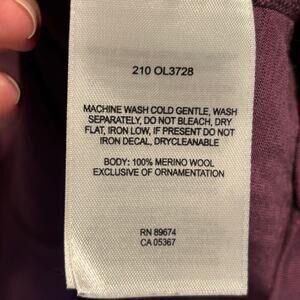 210 OL3728
MACHINE WASH COLD GENTLE, WASH
SEPARATELY, DO NOT BLEACH, DRY
FLAT, IRON LOW, IF PRESENT DO NOT
IRON DECAL, DRYCLEANABLE
BODY: 100% MERINO WOOL
EXCLUSIVE OF ORNAMENTATION
RN 89674
CA 05367